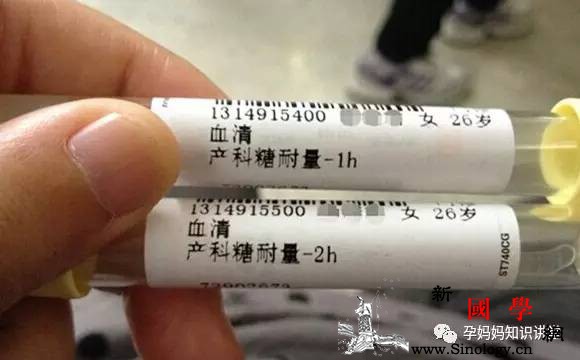 1314915400 女 26岁
血清
产科糖耐量-1h
1314915500 女 26岁
血清
产科糖耐量-2h
ST740CG
新國學網
www.Sinology.cn
孕妈妈知识讲解